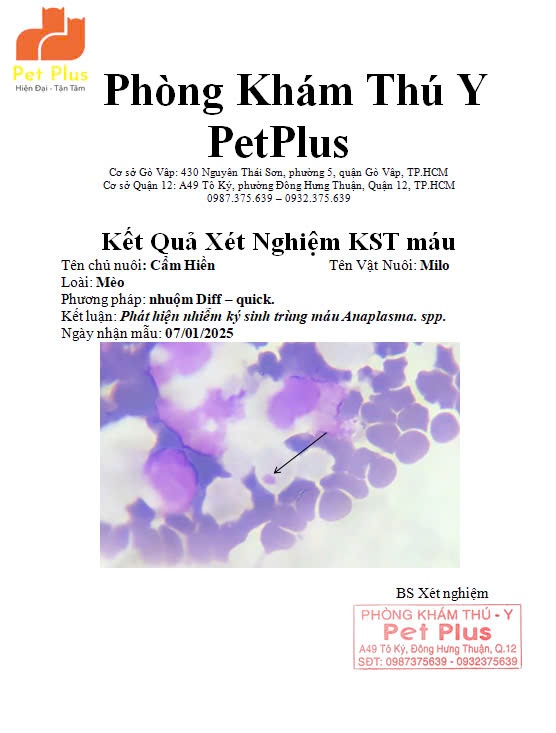 Pet Plus
Hiện Đại - Tận Tâm
Phòng Khám Thú Y
PetPlus
Cơ sở Gò Vấp: 430 Nguyễn Thái Sơn, phường 5, quận Gò Vấp, TP.HCM
Cơ sở Quận 12: A49 Tô Ký, phường Đông Hưng Thuận, Quận 12, TP.HCM
0987.375.639 – 0932.375.639
Kết Quả Xét Nghiệm KST máu
Tên chủ nuôi: Cẩm Hiền Tên Vật Nuôi: Milo
Loài: Mèo
Phương pháp: nhuộm Diff – quick.
Kết luận: Phát hiện nhiễm ký sinh trùng máu Anaplasma. spp.
Ngày nhận mẫu: 07/01/2025
BS Xét nghiệm
PHÒNG KHÁM THÚ - Y
Pet Plus
A49 Tô Ký, Đông Hưng Thuận, Q.12
SĐT: 0987375639 - 0932375639